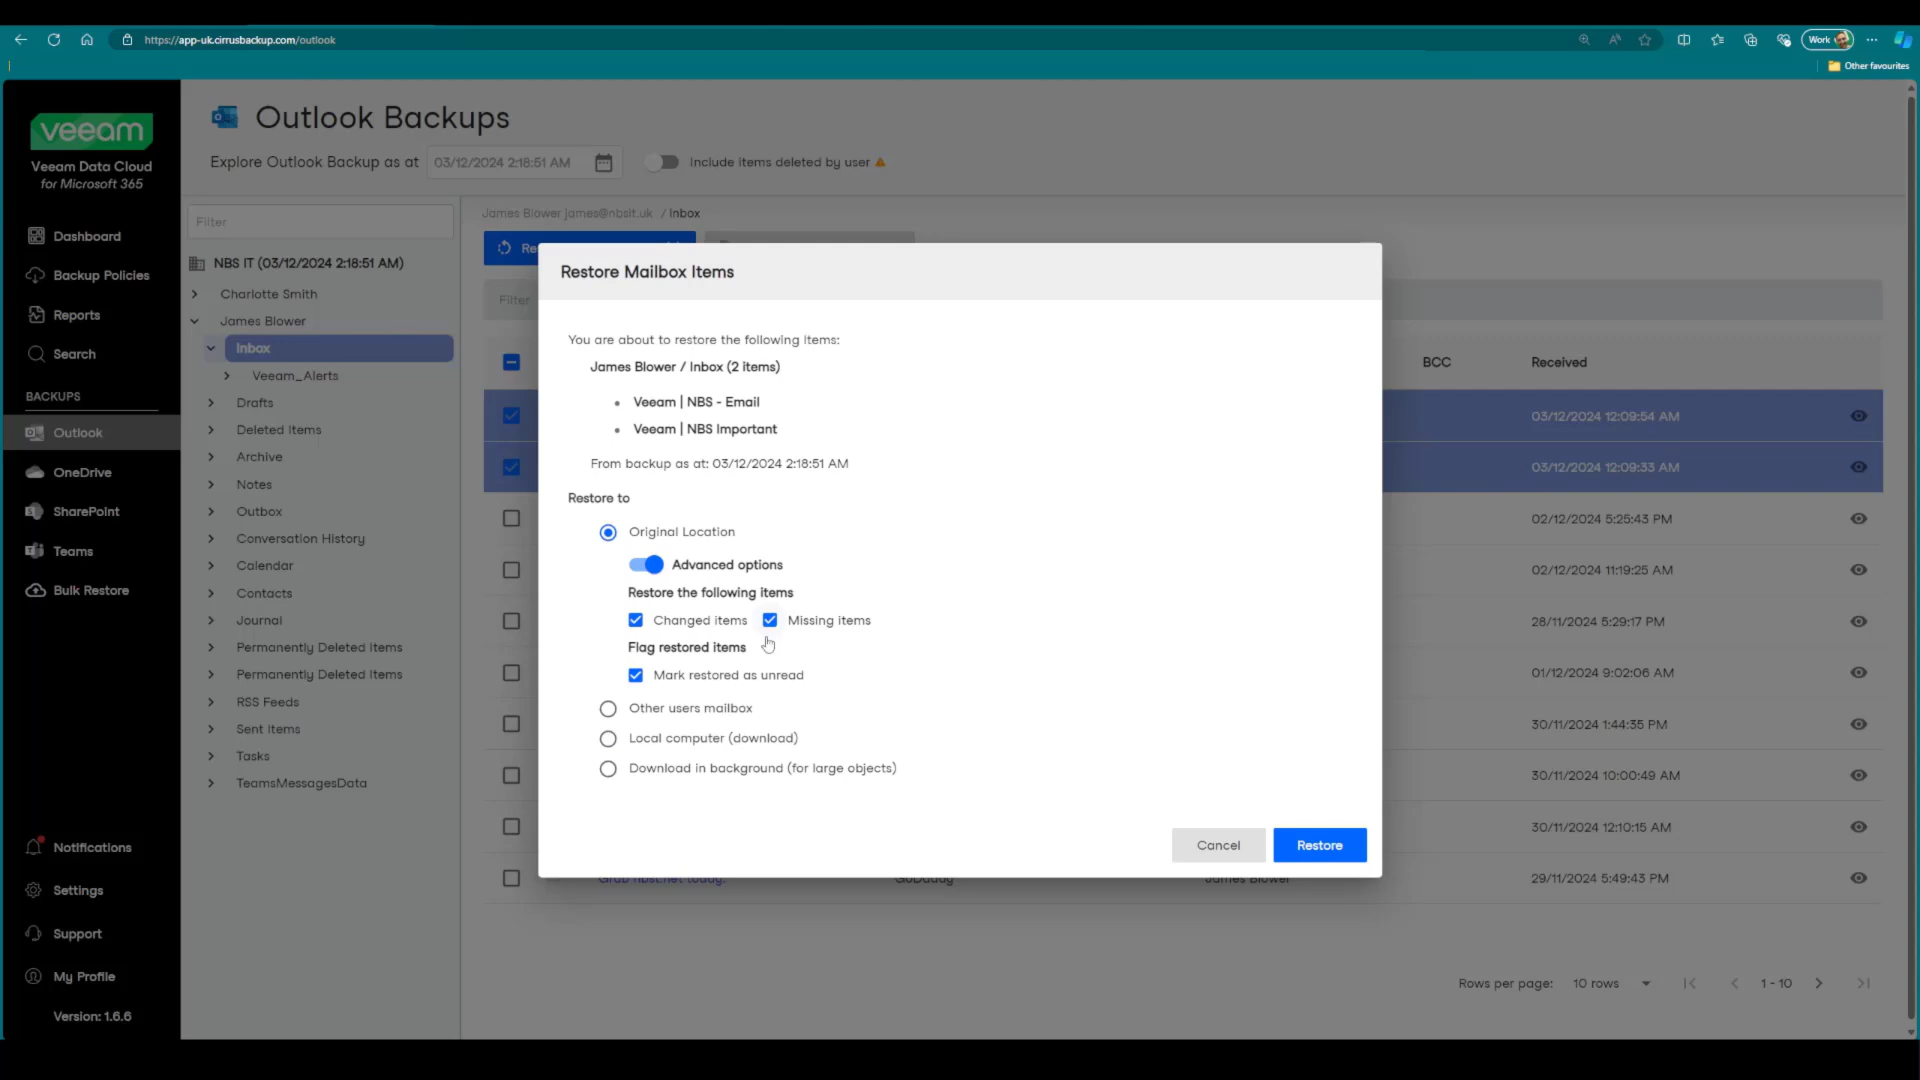 https://app-uk.cirrusbackup.com/outlook
Work
Other favourites
veeam
Veeam Data Cloud
for Microsoft 365
Dashboard
Backup Policies
Reports
Search
BACKUPS
Outlook
OneDrive
SharePoint
Teams
Bulk Restore
Notifications
Settings
Support
My Profile
Version: 1.6.6
Outlook Backups
Explore Outlook Backup as at 03/12/2024 2:18:51 AM Include items deleted by user
Filter
NBS IT (03/12/2024 2:18:51 AM)
Charlotte Smith
James Blower
Inbox
Veeam_Alerts
Drafts
Deleted Items
Archive
Notes
Outbox
Conversation History
Calendar
Contacts
Journal
Permanently Deleted Items
Permanently Deleted Items
RSS Feeds
Sent Items
Tasks
TeamsMessagesData
James Blower james@nbsit.uk / Inbox
Filter
BCC Received
03/12/2024 12:09:54 AM
03/12/2024 12:09:33 AM
02/12/2024 5:25:43 PM
02/12/2024 11:19:25 AM
28/11/2024 5:29:17 PM
01/12/2024 9:02:06 AM
30/11/2024 1:44:35 PM
30/11/2024 10:00:49 AM
30/11/2024 12:10:15 AM
Grab nbst.net today. GoDaddy James Blower 29/11/2024 5:49:43 PM
Rows per page: 10 rows 1 - 10
Restore Mailbox Items
You are about to restore the following items:
James Blower / Inbox (2 items)
• Veeam | NBS - Email
• Veeam | NBS Important
From backup as at: 03/12/2024 2:18:51 AM
Restore to
Original Location
Advanced options
Restore the following items
Changed items Missing items
Flag restored items
Mark restored as unread
Other users mailbox
Local computer (download)
Download in background (for large objects)
Cancel Restore